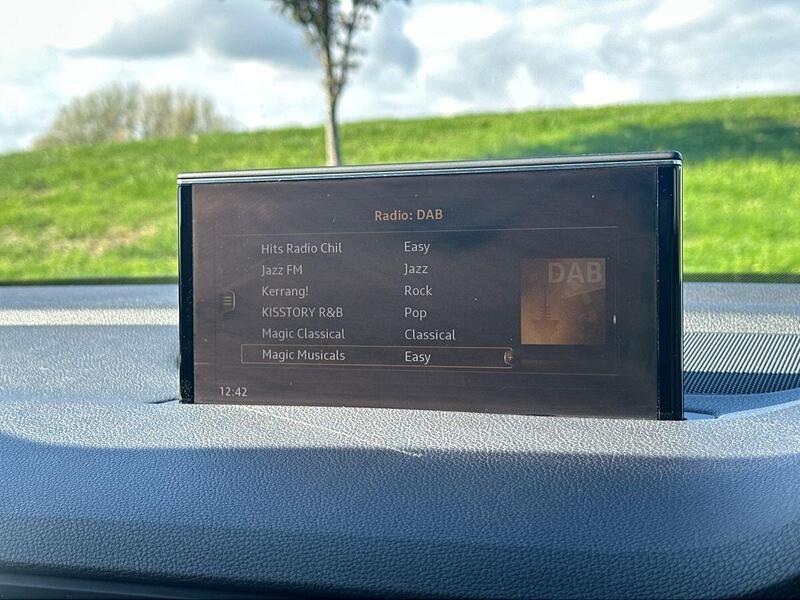 Radio: DAB
Hits Radio Chil Easy
Jazz FM Jazz
Kerrang! Rock
KISSTORY R&B Pop
Magic Classical Classical
Magic Musicals Easy
DAB
12:42